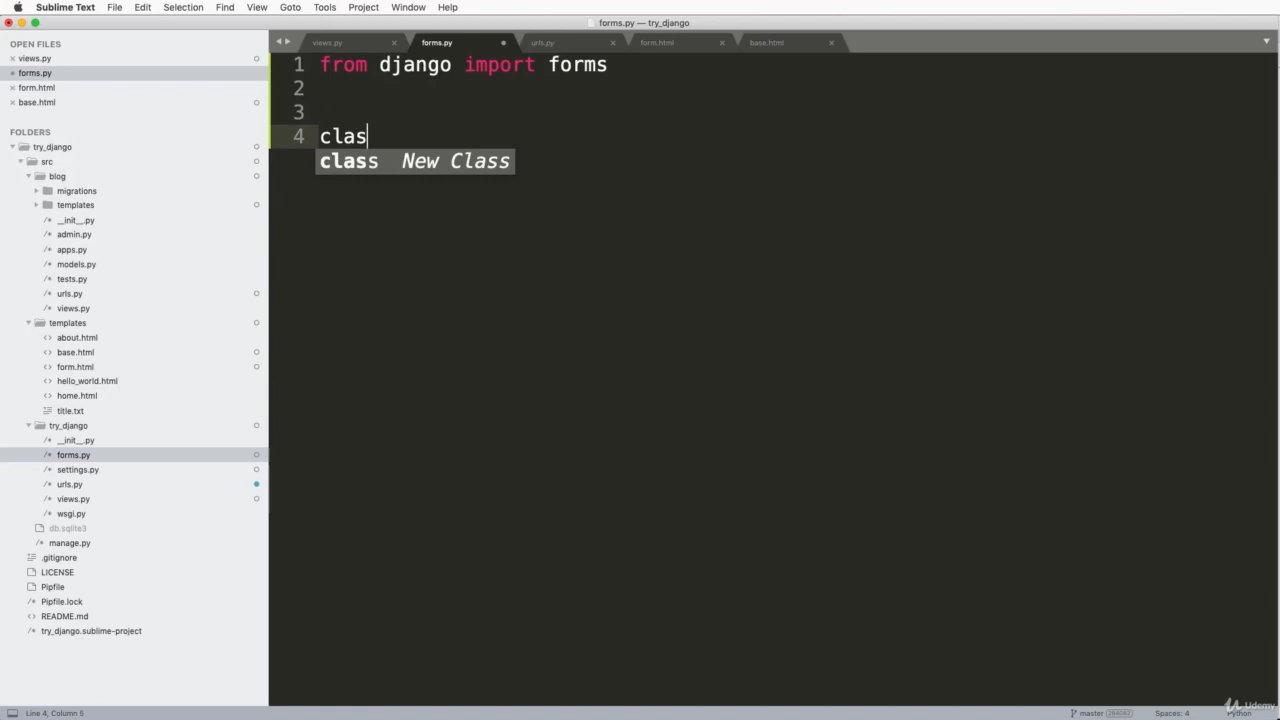 Sublime Text File Edit Selection Find View Goto Tools Project Window Help
forms.py — try_django
OPEN FILES
views.py
forms.py
form.html
base.html
FOLDERS
try_django
src
blog
migrations
templates
__init__.py
admin.py
apps.py
models.py
tests.py
urls.py
views.py
templates
about.html
base.html
form.html
hello_world.html
home.html
title.txt
try_django
__init__.py
forms.py
settings.py
urls.py
views.py
wsgi.py
db.sqlite3
manage.py
.gitignore
LICENSE
Pipfile
Pipfile.lock
README.md
try_django.sublime-project
views.py forms.py urls.py form.html base.html
1 from django import forms
2
3
4 clas
class New Class
Line 4, Column 5 master Spaces: 4 Python
Udemy